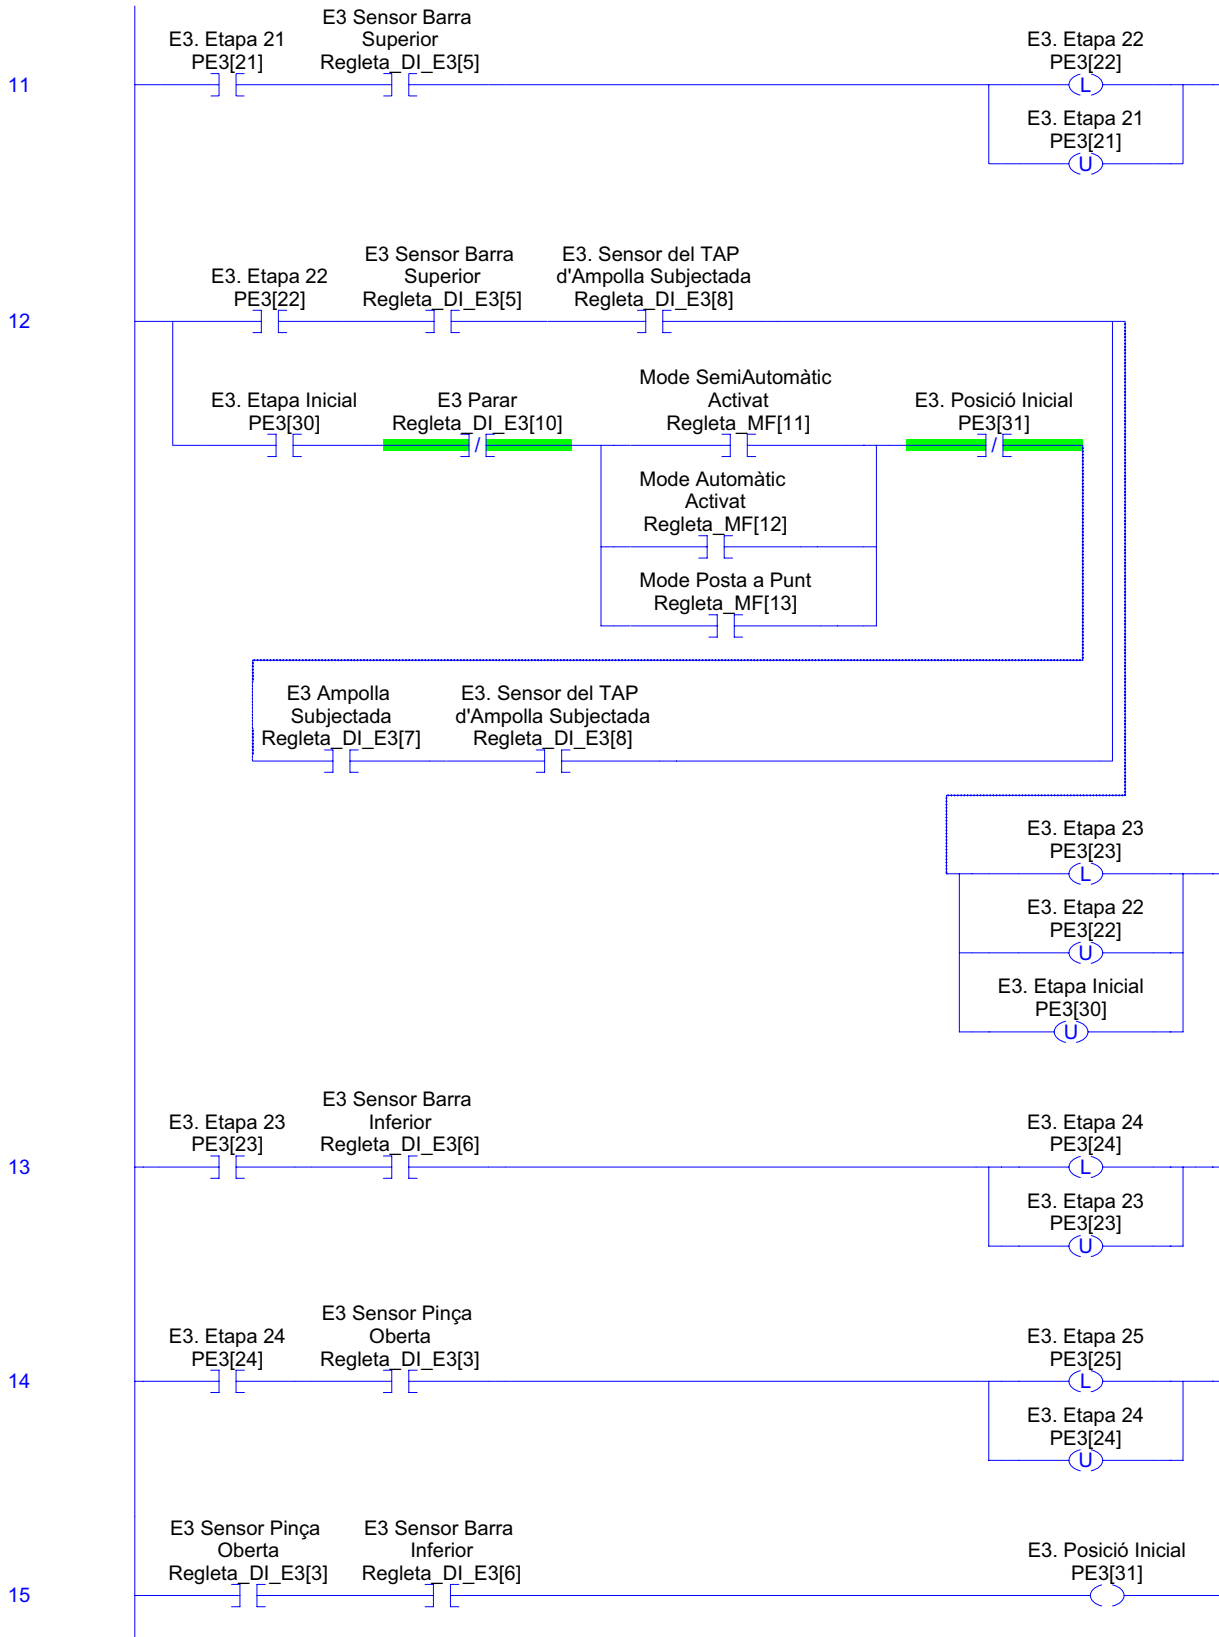 E3. Etapa 21
PE3[21]
E3 Sensor Barra
Superior
Regleta_DI_E3[5]
E3. Etapa 22
PE3[22]
11
L
E3. Etapa 21
PE3[21]
U
E3. Etapa 22
PE3[22]
E3 Sensor Barra
Superior
Regleta_DI_E3[5]
E3. Sensor del TAP
d'Ampolla Subjectada
Regleta_DI_E3[8]
12
E3. Etapa Inicial
PE3[30]
E3 Parar
Regleta_DI_E3[10]
/
Mode SemiAutomàtic
Activat
Regleta_MF[11]
E3. Posició Inicial
PE3[31]
/
Mode Automàtic
Activat
Regleta_MF[12]
Mode Posta a Punt
Regleta_MF[13]
E3 Ampolla
Subjectada
Regleta_DI_E3[7]
E3. Sensor del TAP
d'Ampolla Subjectada
Regleta_DI_E3[8]
E3. Etapa 23
PE3[23]
L
E3. Etapa 22
PE3[22]
U
E3. Etapa Inicial
PE3[30]
U
E3. Etapa 23
PE3[23]
E3 Sensor Barra
Inferior
Regleta_DI_E3[6]
E3. Etapa 24
PE3[24]
13
L
E3. Etapa 23
PE3[23]
U
E3. Etapa 24
PE3[24]
E3 Sensor Pinça
Oberta
Regleta_DI_E3[3]
E3. Etapa 25
PE3[25]
14
L
E3. Etapa 24
PE3[24]
U
E3 Sensor Pinça
Oberta
Regleta_DI_E3[3]
E3 Sensor Barra
Inferior
Regleta_DI_E3[6]
E3. Posició Inicial
PE3[31]
15